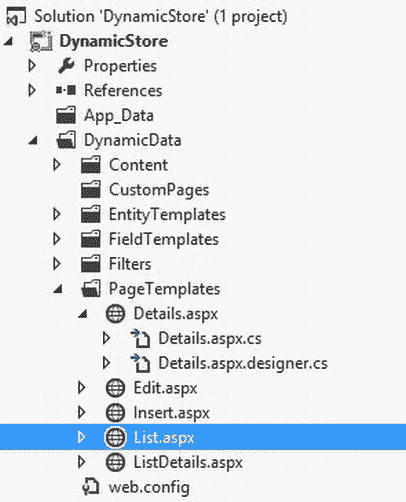 Solution 'DynamicStore' (1 project)
DynamicStore
Properties
References
App_Data
DynamicData
Content
CustomPages
EntityTemplates
FieldTemplates
Filters
PageTemplates
Details.aspx
Details.aspx.cs
Details.aspx.designer.cs
Edit.aspx
Insert.aspx
List.aspx
ListDetails.aspx
web.config